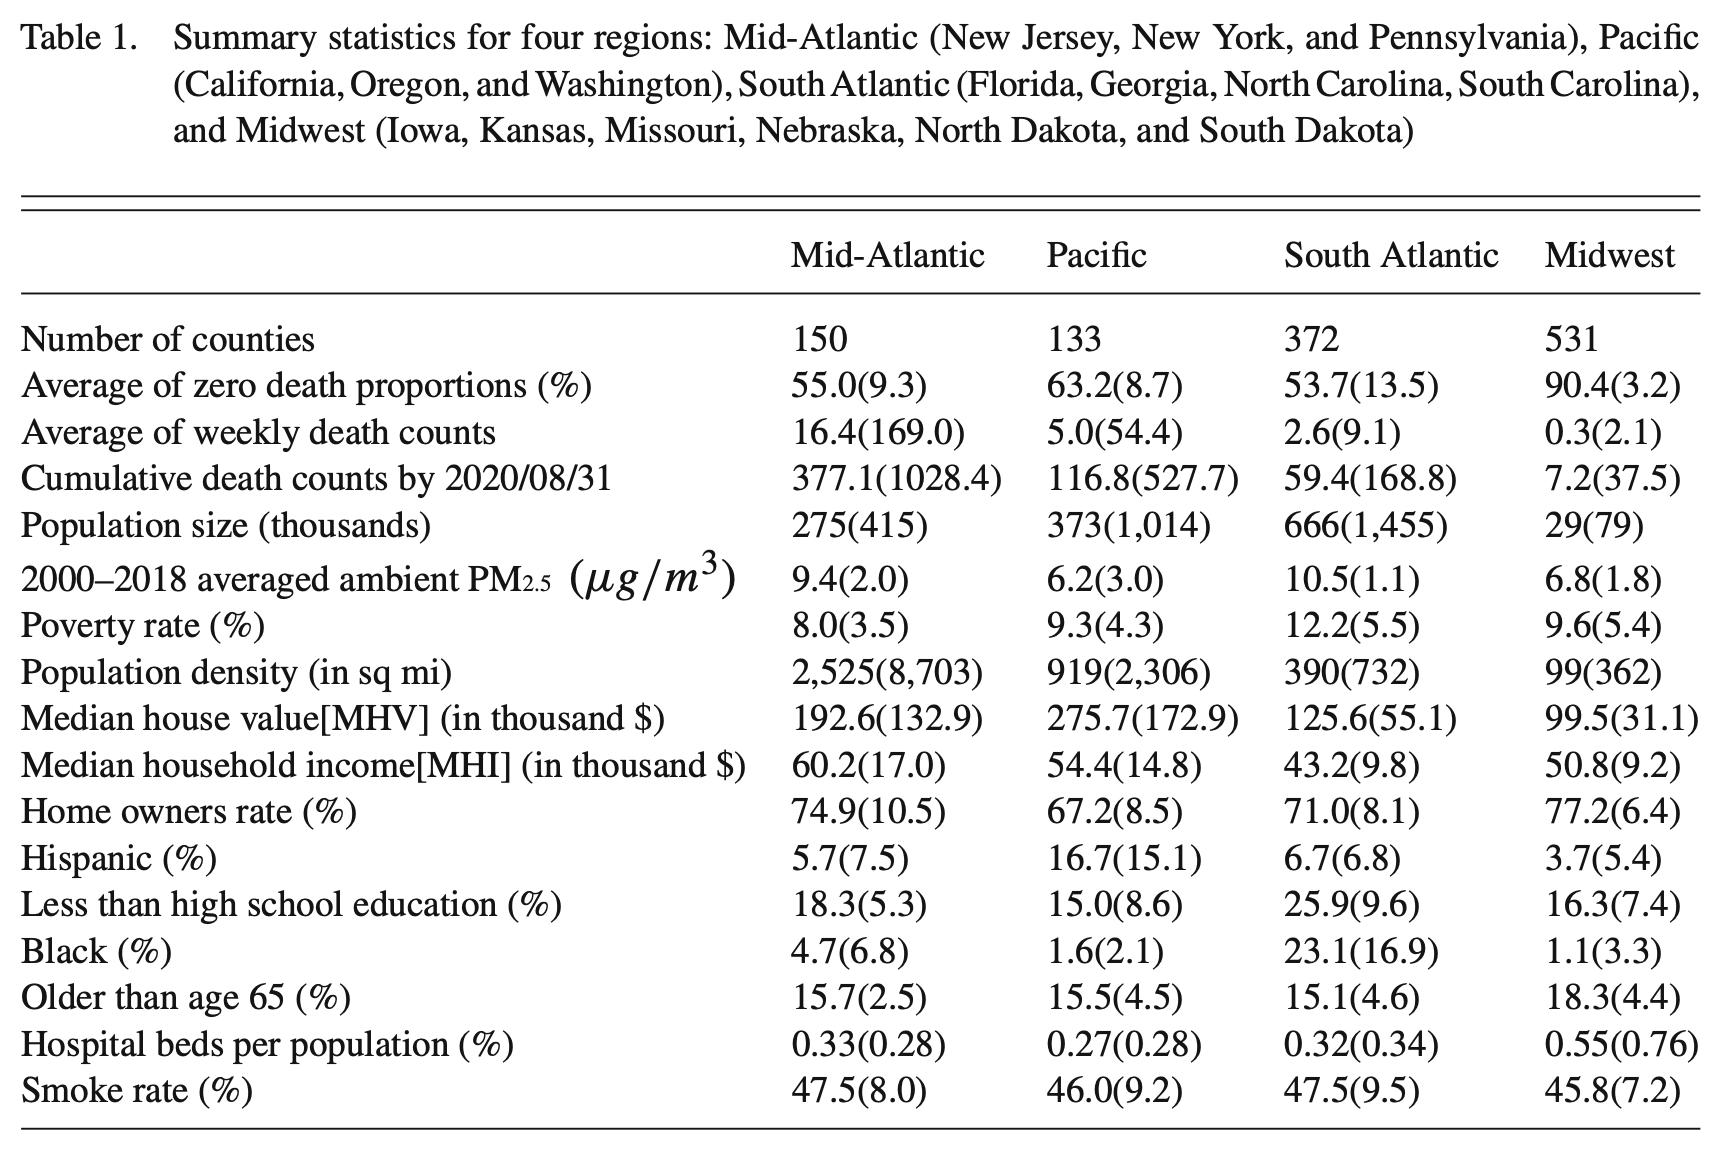 Table 1. Summary statistics for four regions: Mid-Atlantic (New Jersey, New York, and Pennsylvania), Pacific
(California, Oregon, and Washington), South Atlantic (Florida, Georgia, North Carolina, South Carolina),
and Midwest (Iowa, Kansas, Missouri, Nebraska, North Dakota, and South Dakota)
Mid-Atlantic Pacific South Atlantic Midwest
Number of counties 150 133 372 531
Average of zero death proportions (%) 55.0(9.3) 63.2(8.7) 53.7(13.5) 90.4(3.2)
Average of weekly death counts 16.4(169.0) 5.0(54.4) 2.6(9.1) 0.3(2.1)
Cumulative death counts by 2020/08/31 377.1(1028.4) 116.8(527.7) 59.4(168.8) 7.2(37.5)
Population size (thousands) 275(415) 373(1,014) 666(1,455) 29(79)
2000–2018 averaged ambient PM2.5 (μg/m³) 9.4(2.0) 6.2(3.0) 10.5(1.1) 6.8(1.8)
Poverty rate (%) 8.0(3.5) 9.3(4.3) 12.2(5.5) 9.6(5.4)
Population density (in sq mi) 2,525(8,703) 919(2,306) 390(732) 99(362)
Median house value[MHV] (in thousand $) 192.6(132.9) 275.7(172.9) 125.6(55.1) 99.5(31.1)
Median household income[MHI] (in thousand $) 60.2(17.0) 54.4(14.8) 43.2(9.8) 50.8(9.2)
Home owners rate (%) 74.9(10.5) 67.2(8.5) 71.0(8.1) 77.2(6.4)
Hispanic (%) 5.7(7.5) 16.7(15.1) 6.7(6.8) 3.7(5.4)
Less than high school education (%) 18.3(5.3) 15.0(8.6) 25.9(9.6) 16.3(7.4)
Black (%) 4.7(6.8) 1.6(2.1) 23.1(16.9) 1.1(3.3)
Older than age 65 (%) 15.7(2.5) 15.5(4.5) 15.1(4.6) 18.3(4.4)
Hospital beds per population (%) 0.33(0.28) 0.27(0.28) 0.32(0.34) 0.55(0.76)
Smoke rate (%) 47.5(8.0) 46.0(9.2) 47.5(9.5) 45.8(7.2)